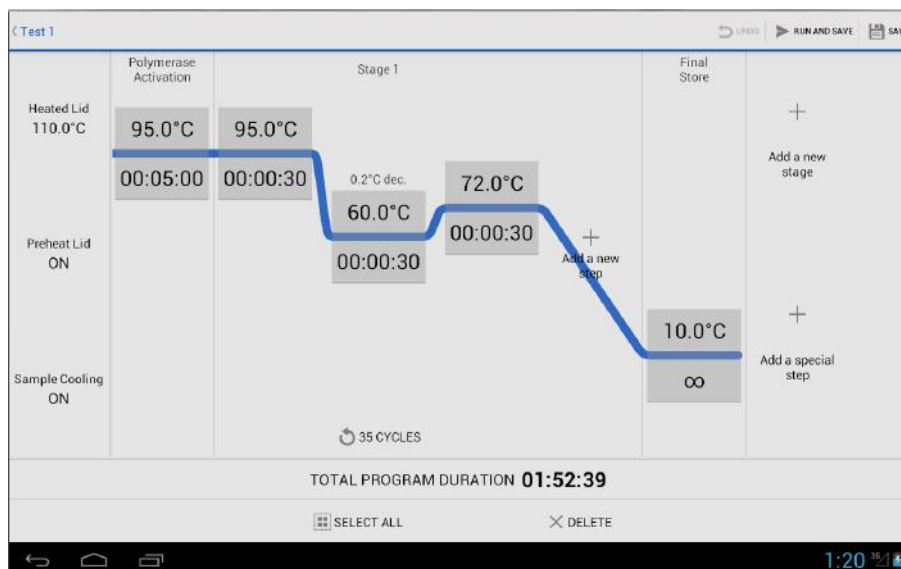 Test 1
UNDO
RUN AND SAVE
SAV
Polymerase
Activation
Stage 1
Final
Store
Heated Lid
110.0°C
95.0°C
00:05:00
95.0°C
00:00:30
0.2°C dec.
60.0°C
00:00:30
72.0°C
00:00:30
Add a new
step
10.0°C
∞
Add a new
stage
Preheat Lid
ON
Add a special
step
Sample Cooling
ON
35 CYCLES
TOTAL PROGRAM DURATION 01:52:39
SELECT ALL
DELETE
1:20